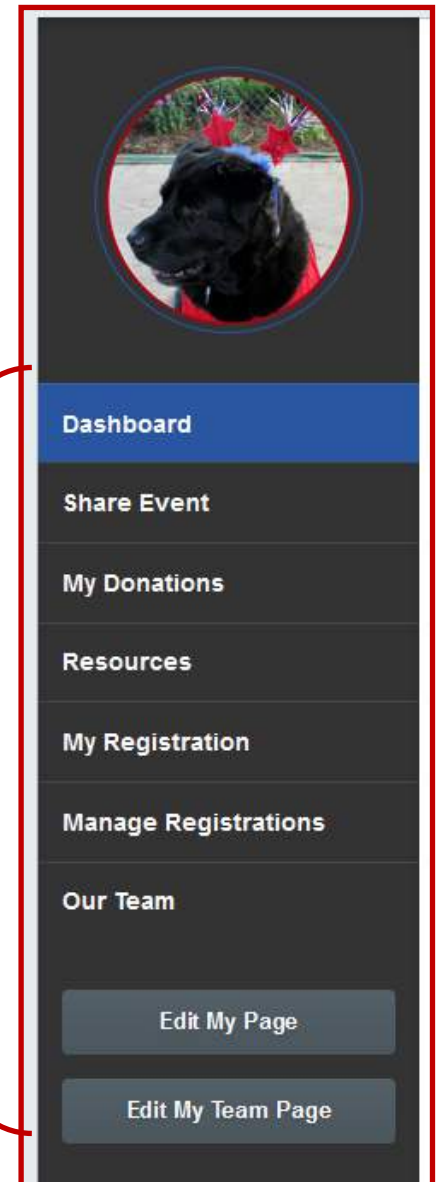 Dashboard
Share Event
My Donations
Resources
My Registration
Manage Registrations
Our Team
Edit My Page
Edit My Team Page